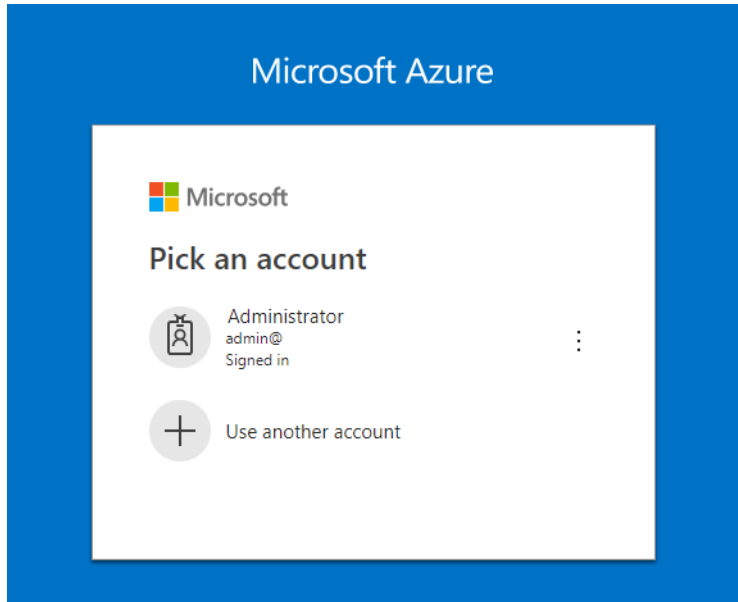 Microsoft Azure
Microsoft
Pick an account
Administrator
admin@
Signed in
Use another account